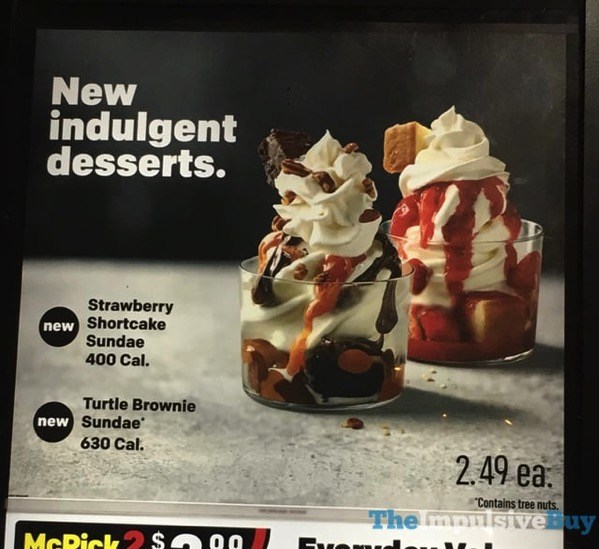 New
indulgent
desserts.
new
Strawberry
Shortcake
Sundae
400 Cal.
new
Turtle Brownie
Sundae*
630 Cal.
2.49 ea.
*Contains tree nuts.
TheImpulsiveBuy
McPick 2 $
Everyday